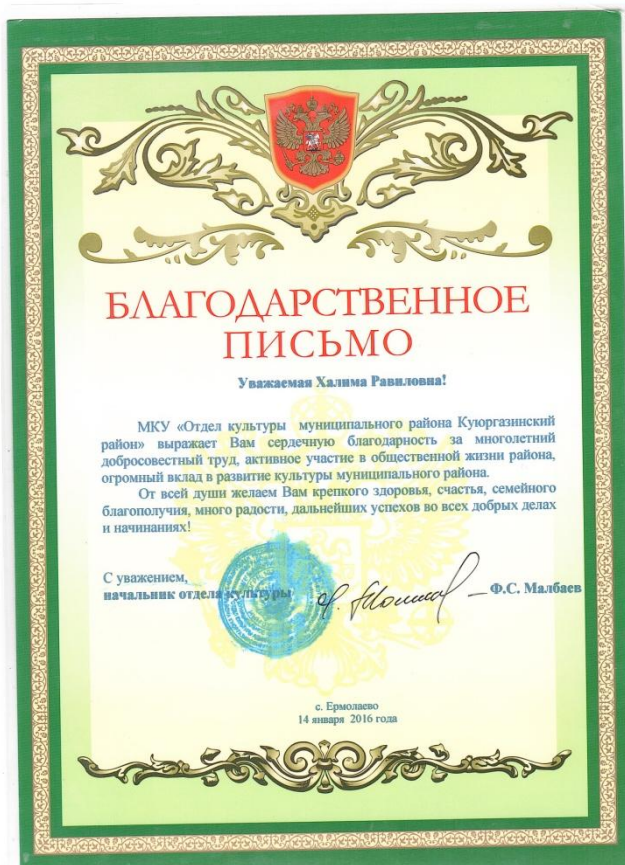 БЛАГОДАРСТВЕННОЕ
ПИСЬМО
Уважаемая Халима Равиловна!
МКУ «Отдел культуры муниципального района Куюргазинский
район» выражает Вам сердечную благодарность за многолетний
добросовестный труд, активное участие в общественной жизни района,
огромный вклад в развитие культуры муниципального района.
От всей души желаем Вам крепкого здоровья, счастья, семейного
благополучия, много радости, дальнейших успехов во всех добрых делах
и начинаниях!
С уважением,
начальник отдела культуры Ф.С. Малбаев
с. Ермолаево
14 января 2016 года